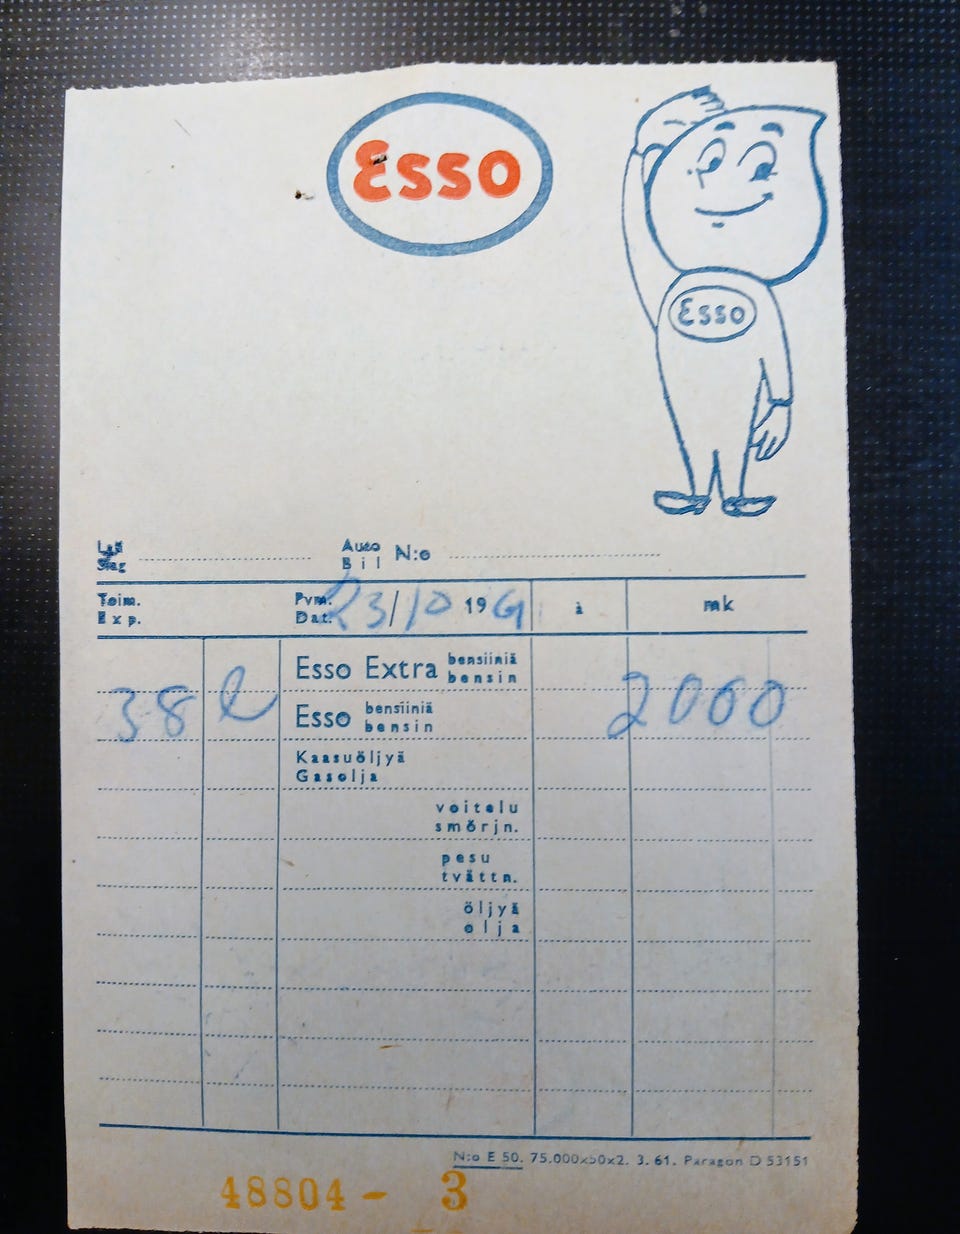 Esso
Esso
Laji
Slag
Auto
Bil N:o
Toim.
Exp.
Pvm.
Dat. 23/10 1961 à mk
Esso Extra bensiiniä
bensin
38 l Esso bensiiniä
bensin 2000
Kaasuöljyä
Gasolja
voitelu
smörjn.
pesu
tvättn.
öljyä
olja
N:o E 50. 75.000x50x2. 3. 61. Paragon D 53151
48804 - 3